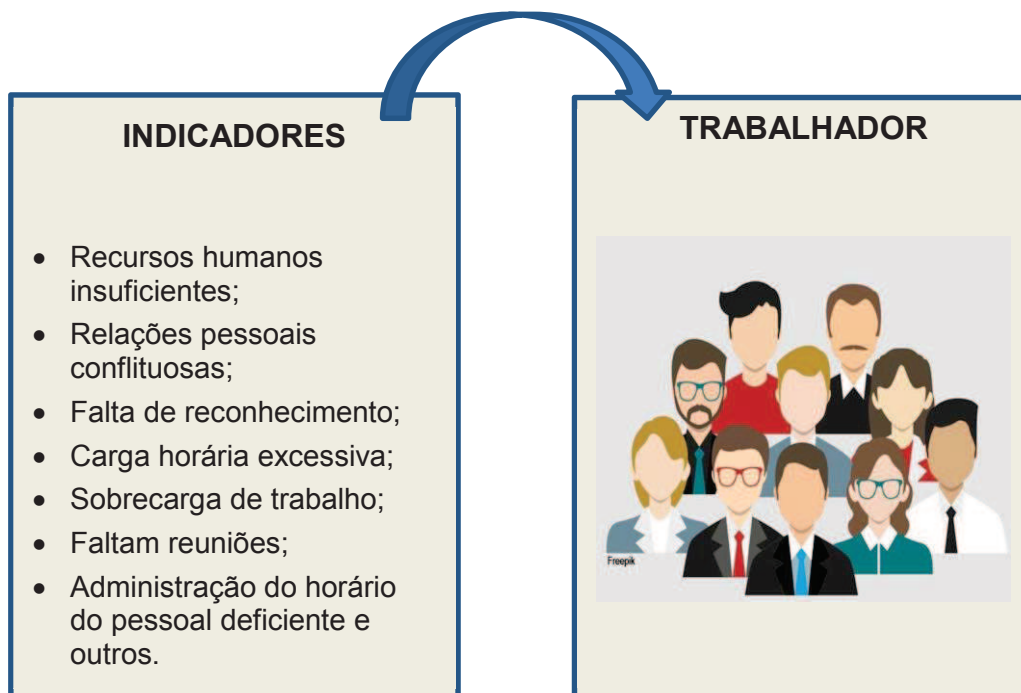 INDICADORES
• Recursos humanos
insuficientes;
• Relações pessoais
conflituosas;
• Falta de reconhecimento;
• Carga horária excessiva;
• Sobrecarga de trabalho;
• Faltam reuniões;
• Administração do horário
do pessoal deficiente e
outros.
TRABALHADOR
Freepik